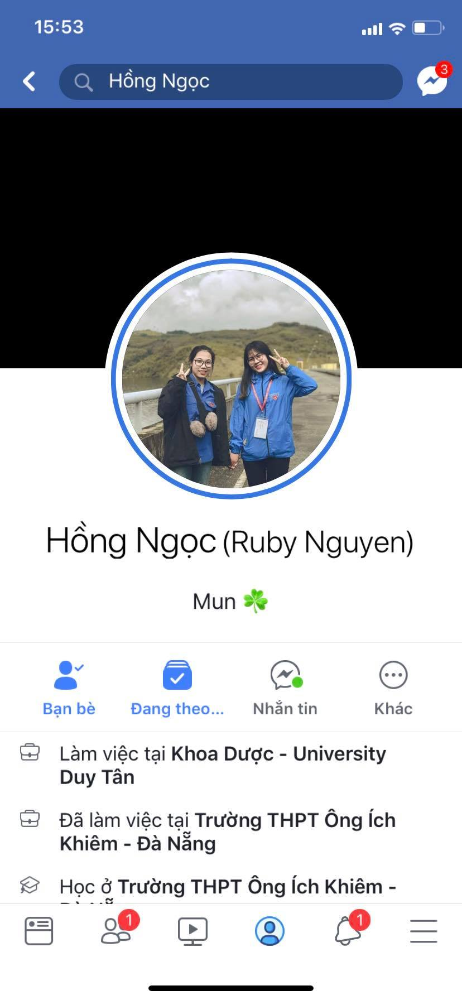 15:53
Hồng Ngọc
3
Hồng Ngọc (Ruby Nguyen)
Mun
Bạn bè
Đang theo...
Nhắn tin
Khác
Làm việc tại Khoa Dược - University
Duy Tân
Đã làm việc tại Trường THPT Ông Ích
Khiêm - Đà Nẵng
Học ở Trường THPT Ông Ích Khiêm -
1
1